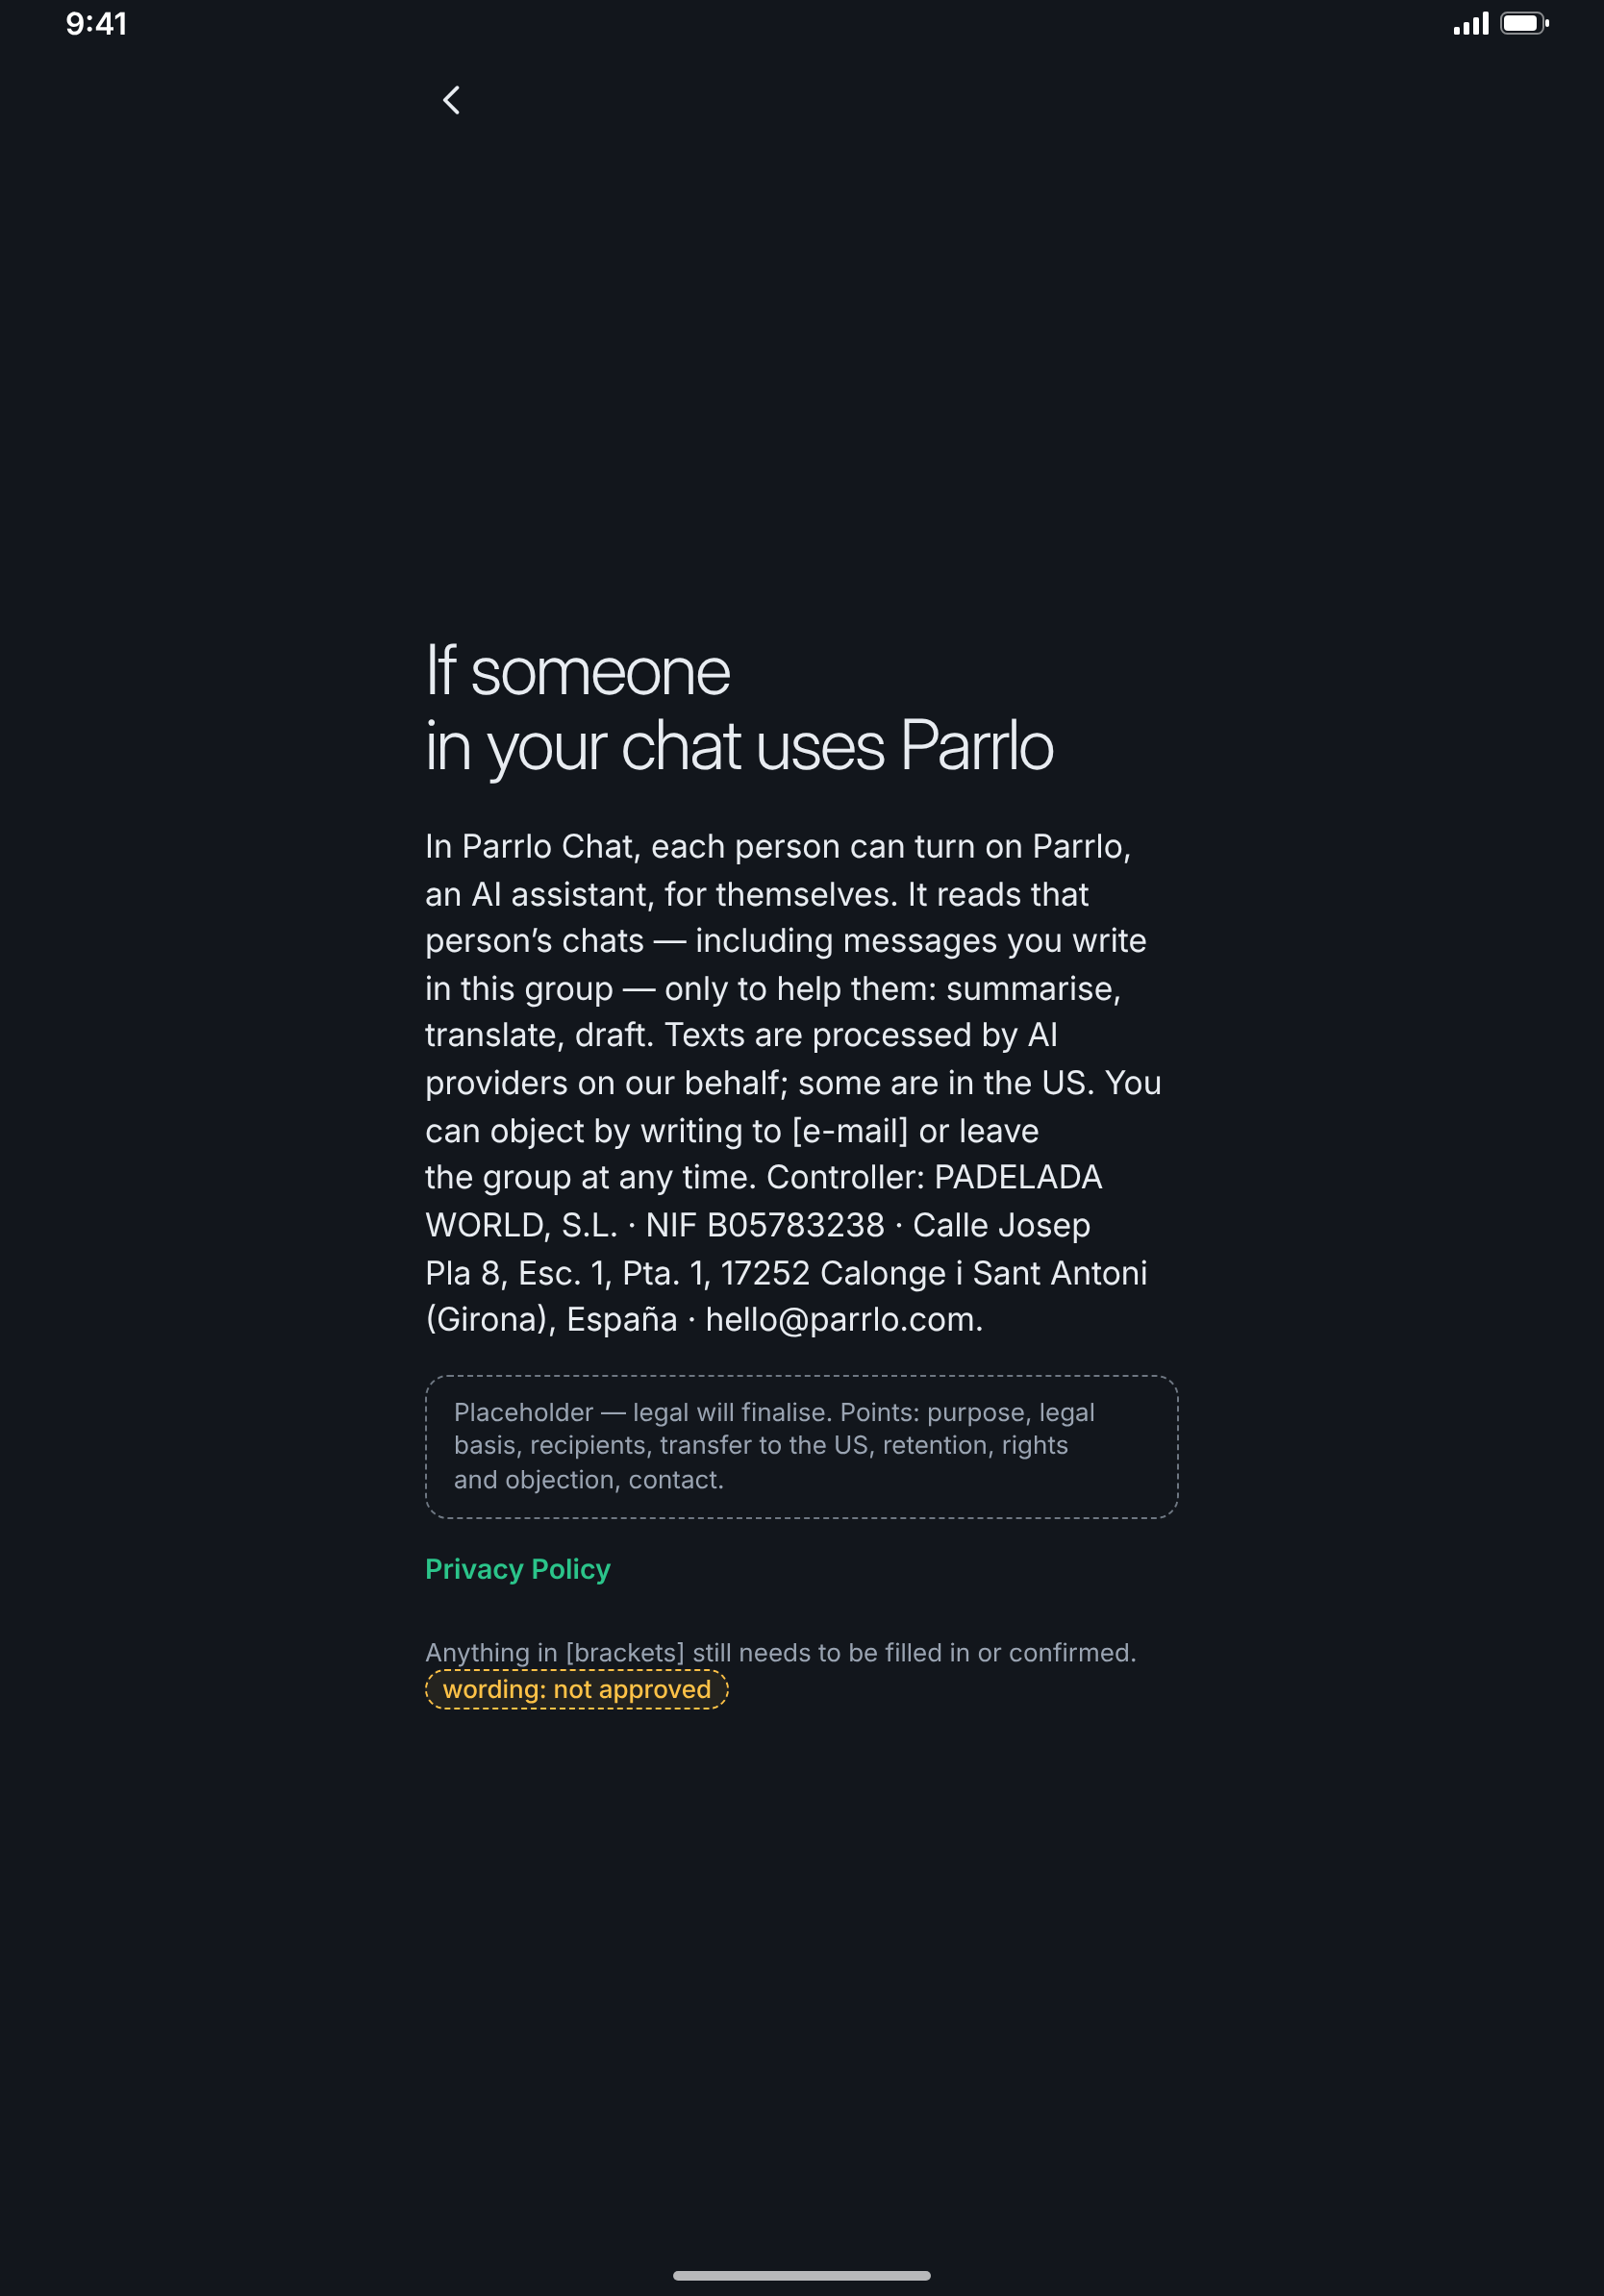 9:41
If someone
in your chat uses Parrlo
In Parrlo Chat, each person can turn on Parrlo,
an AI assistant, for themselves. It reads that
person’s chats — including messages you write
in this group — only to help them: summarise,
translate, draft. Texts are processed by AI
providers on our behalf; some are in the US. You
can object by writing to [e-mail] or leave
the group at any time. Controller: PADELADA
WORLD, S.L. · NIF B05783238 · Calle Josep
Pla 8, Esc. 1, Pta. 1, 17252 Calonge i Sant Antoni
(Girona), España · hello@parrlo.com.
Placeholder — legal will finalise. Points: purpose, legal
basis, recipients, transfer to the US, retention, rights
and objection, contact.
Privacy Policy
Anything in [brackets] still needs to be filled in or confirmed.
wording: not approved